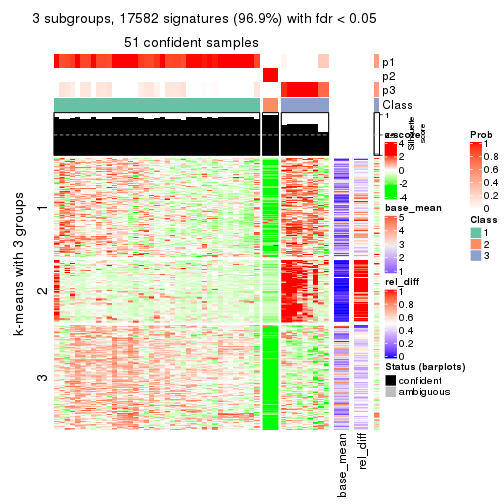 3 subgroups, 17582 signatures (96.9%) with fdr < 0.05
51 confident samples
p1
p2
p3
Class
1
Silhouette
score
k-means with 3 groups
1
2
3
base_mean
rel_diff
z-score
4
2
0
-2
-4
base_mean
5
4
3
2
1
rel_diff
1
0.8
0.6
0.4
0.2
0
Status (barplots)
confident
ambiguous
Prob
1
0.8
0.6
0.4
0.2
0
Class
1
2
3